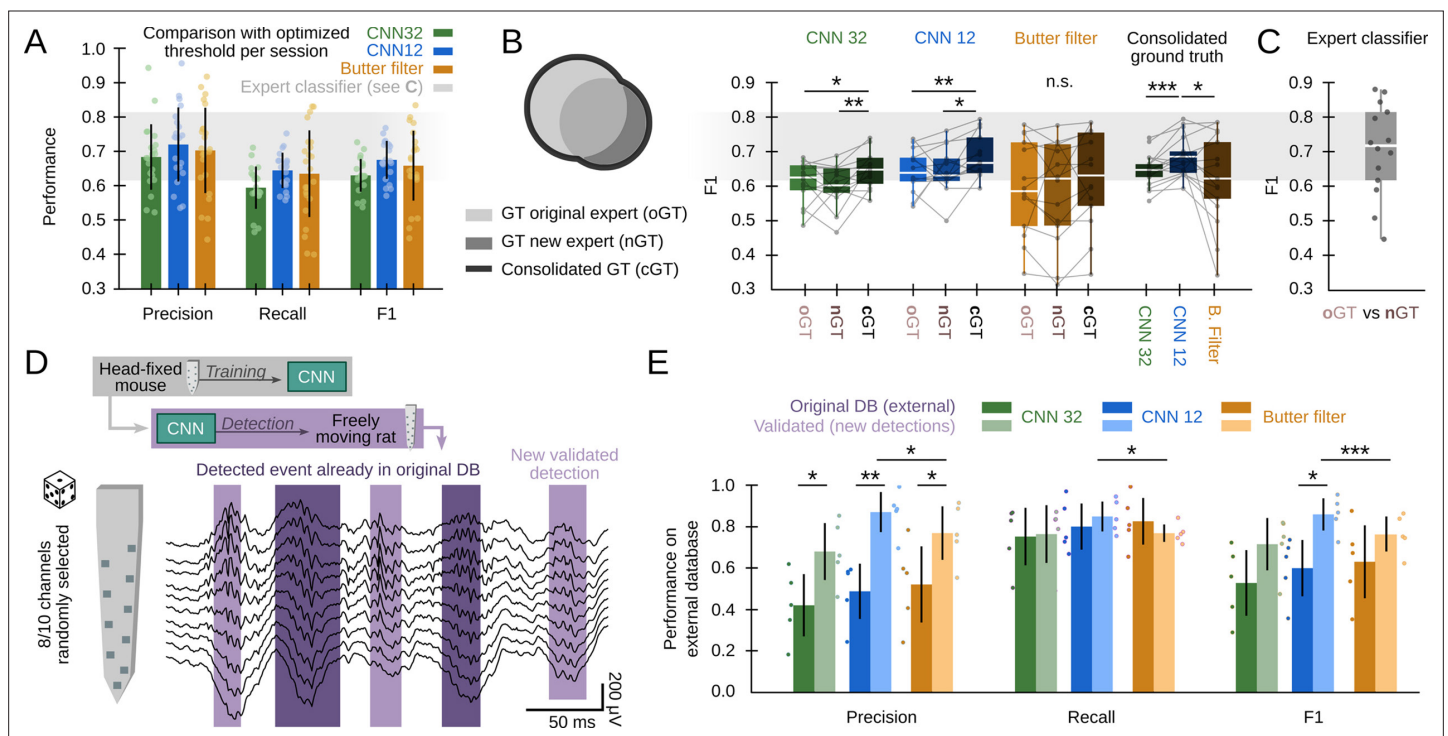 A
Comparison with optimized
threshold per session
CNN32
CNN12
Butter filter
Expert classifier (see C)
Performance
1.0
0.9
0.8
0.7
0.6
0.5
0.4
0.3
Precision
Recall
F1
B
GT original expert (oGT)
GT new expert (nGT)
Consolidated GT (cGT)
CNN 32
CNN 12
Butter filter
Consolidated
ground truth
*
**
**
*
n.s.
***
*
F1
0.9
0.8
0.7
0.6
0.5
0.4
0.3
oGT
nGT
cGT
oGT
nGT
cGT
oGT
nGT
cGT
CNN 32
CNN 12
B. Filter
C
Expert classifier
F1
0.9
0.8
0.7
0.6
0.5
0.4
0.3
oGT vs nGT
D
Head-fixed
mouse
Training
CNN
CNN
Detection
Freely
moving rat
Detected event already in original DB
New validated
detection
8/10 channels
randomly selected
200 µV
50 ms
E
Original DB (external)
Validated (new detections)
CNN 32
CNN 12
Butter filter
*
**
*
*
*
*
***
Performance on
external database
1.0
0.8
0.6
0.4
0.2
0.0
Precision
Recall
F1